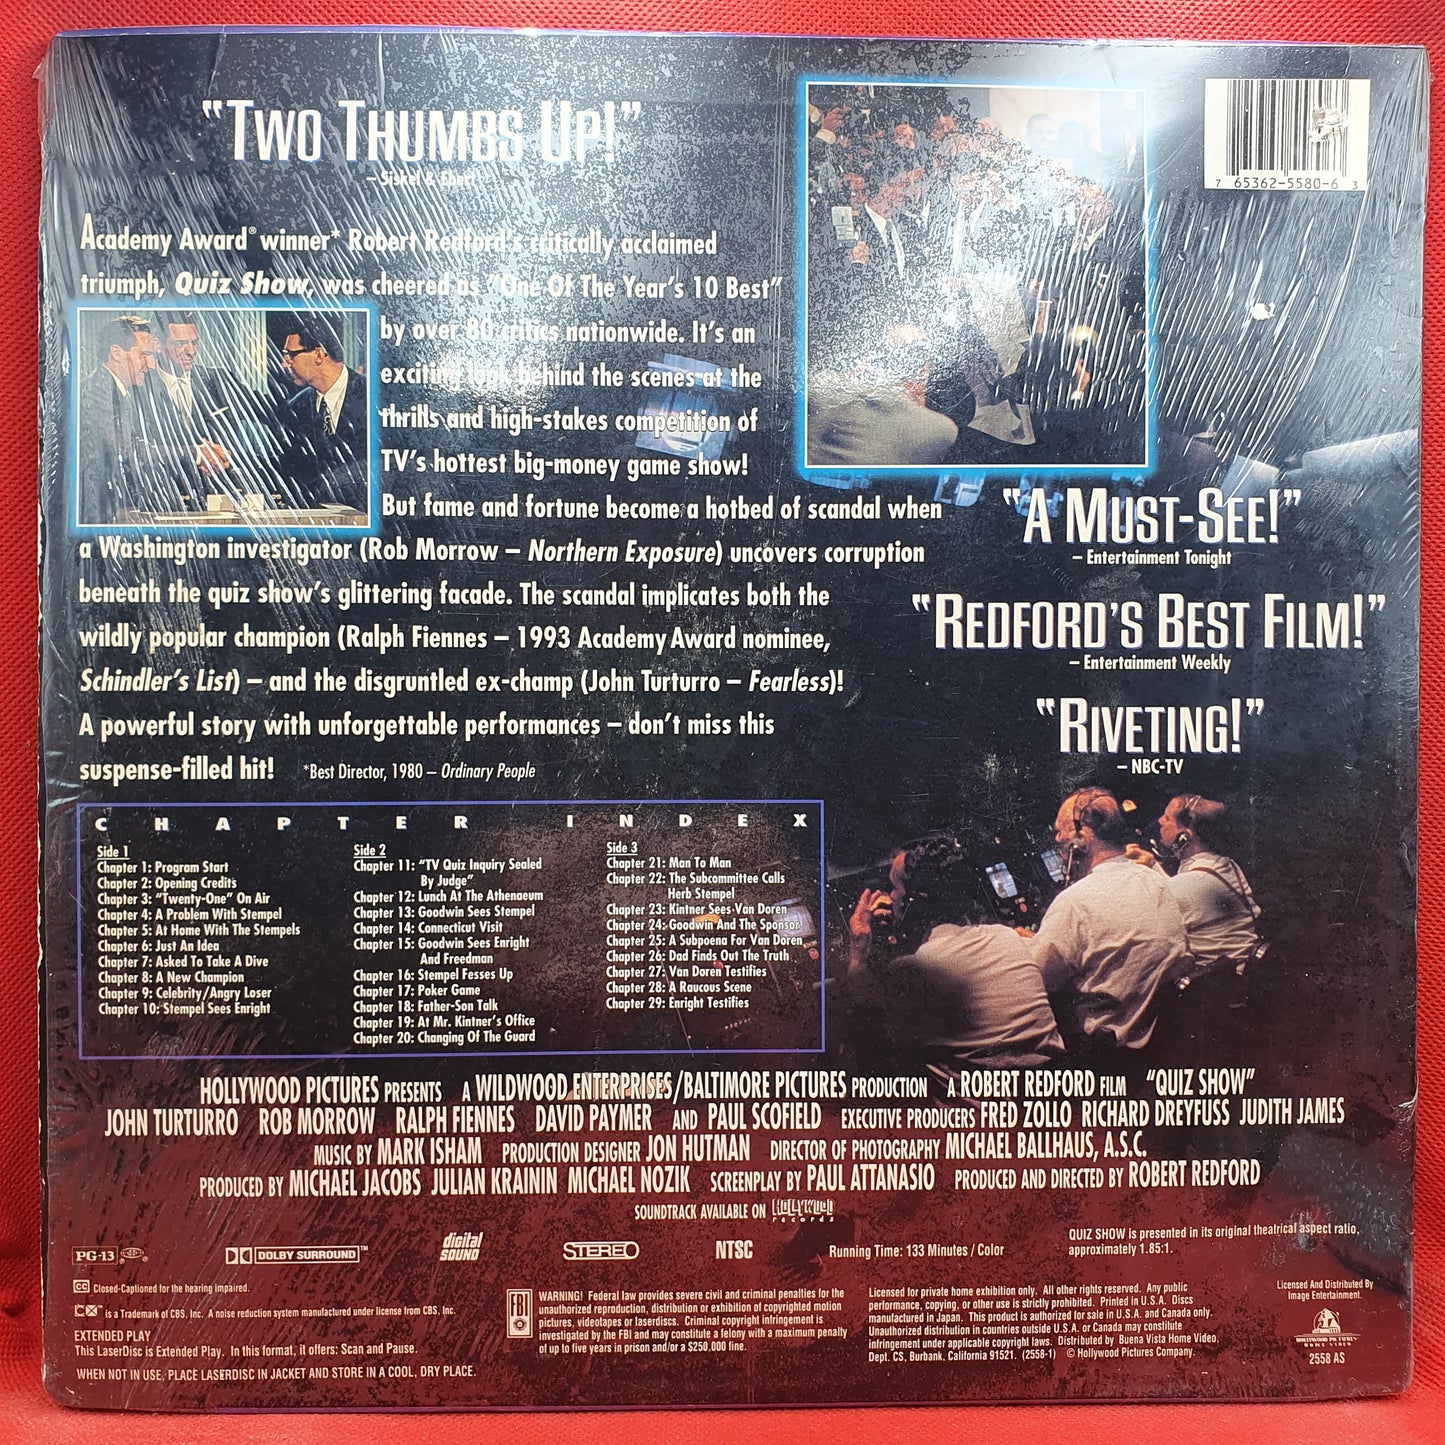 “TWO THUMBS UP!”
– Siskel & Ebert
7 65362-5580-6 3
Academy Award® winner* Robert Redford's critically acclaimed
triumph, Quiz Show, was cheered as “One Of The Year's 10 Best”
by over 80 critics nationwide. It's an
exciting look behind the scenes at the
thrills and high-stakes competition of
TV's hottest big-money game show!
But fame and fortune become a hotbed of scandal when
a Washington investigator (Rob Morrow – Northern Exposure) uncovers corruption
beneath the quiz show's glittering facade. The scandal implicates both the
wildly popular champion (Ralph Fiennes – 1993 Academy Award nominee,
Schindler's List) – and the disgruntled ex-champ (John Turturro – Fearless)!
A powerful story with unforgettable performances – don't miss this
suspense-filled hit! *Best Director, 1980 – Ordinary People
“A MUST-SEE!”
– Entertainment Tonight
“REDFORD'S BEST FILM!”
– Entertainment Weekly
“RIVETING!”
– NBC-TV
CHAPTER INDEX
Side 1
Chapter 1: Program Start
Chapter 2: Opening Credits
Chapter 3: “Twenty-One” On Air
Chapter 4: A Problem With Stempel
Chapter 5: At Home With The Stempels
Chapter 6: Just An Idea
Chapter 7: Asked To Take A Dive
Chapter 8: A New Champion
Chapter 9: Celebrity/Angry Loser
Chapter 10: Stempel Sees Enright
Side 2
Chapter 11: “TV Quiz Inquiry Sealed
By Judge”
Chapter 12: Lunch At The Athenaeum
Chapter 13: Goodwin Sees Stempel
Chapter 14: Connecticut Visit
Chapter 15: Goodwin Sees Enright
And Freedman
Chapter 16: Stempel Fesses Up
Chapter 17: Poker Game
Chapter 18: Father-Son Talk
Chapter 19: At Mr. Kintner's Office
Chapter 20: Changing Of The Guard
Side 3
Chapter 21: Man To Man
Chapter 22: The Subcommittee Calls
Herb Stempel
Chapter 23: Kintner Sees Van Doren
Chapter 24: Goodwin And The Sponsor
Chapter 25: A Subpoena For Van Doren
Chapter 26: Dad Finds Out The Truth
Chapter 27: Van Doren Testifies
Chapter 28: A Raucous Scene
Chapter 29: Enright Testifies
HOLLYWOOD PICTURES PRESENTS A WILDWOOD ENTERPRISES/BALTIMORE PICTURES PRODUCTION A ROBERT REDFORD FILM “QUIZ SHOW”
JOHN TURTURRO ROB MORROW RALPH FIENNES DAVID PAYMER AND PAUL SCOFIELD EXECUTIVE PRODUCERS FRED ZOLLO RICHARD DREYFUSS JUDITH JAMES
MUSIC BY MARK ISHAM PRODUCTION DESIGNER JON HUTMAN DIRECTOR OF PHOTOGRAPHY MICHAEL BALLHAUS, A.S.C.
PRODUCED BY MICHAEL JACOBS JULIAN KRAININ MICHAEL NOZIK SCREENPLAY BY PAUL ATTANASIO PRODUCED AND DIRECTED BY ROBERT REDFORD
SOUNDTRACK AVAILABLE ON HOLLYWOOD records
PG-13 DOLBY SURROUND™ digital SOUND STEREO NTSC Running Time: 133 Minutes / Color
QUIZ SHOW is presented in its original theatrical aspect ratio,
approximately 1.85:1.
CC Closed-Captioned for the hearing impaired.
CX™ is a Trademark of CBS, Inc. A noise reduction system manufactured under license from CBS, Inc.
EXTENDED PLAY
This LaserDisc is Extended Play. In this format, it offers: Scan and Pause.
WHEN NOT IN USE, PLACE LASERDISC IN JACKET AND STORE IN A COOL, DRY PLACE.
FBI
WARNING! Federal law provides severe civil and criminal penalties for the
unauthorized reproduction, distribution or exhibition of copyrighted motion
pictures, videotapes or laserdiscs. Criminal copyright infringement is
investigated by the FBI and may constitute a felony with a maximum penalty
of up to five years in prison and/or a $250,000 fine.
Licensed for private home exhibition only. All other rights reserved. Any public
performance, copying, or other use is strictly prohibited. Printed in U.S.A. Discs
manufactured in Japan. This product is authorized for sale in U.S.A. and Canada only.
Unauthorized distribution in countries outside U.S.A. or Canada may constitute
infringement under applicable copyright laws. Distributed by Buena Vista Home Video,
Dept. CS, Burbank, California 91521. (2558-1) © Hollywood Pictures Company.
Licensed And Distributed By
Image Entertainment.
HOLLYWOOD PICTURES
HOME VIDEO
2558 AS